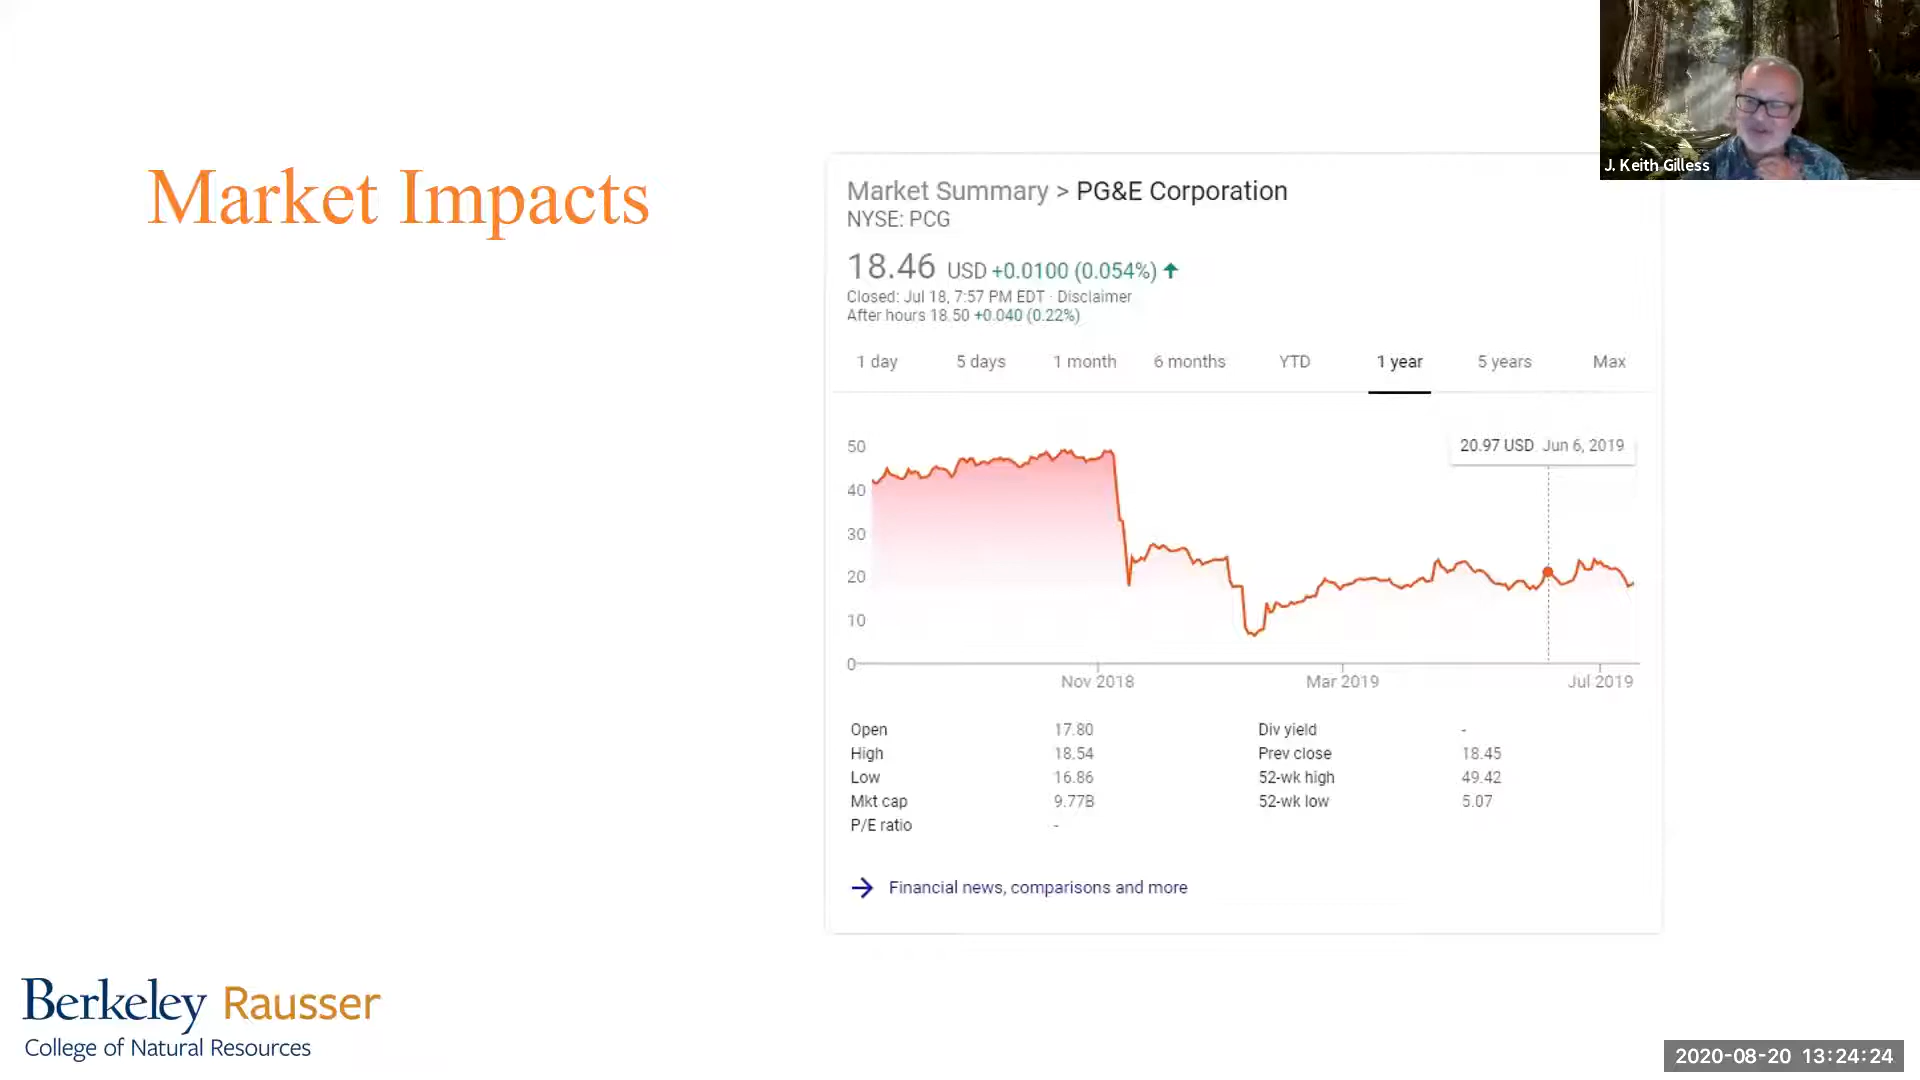 J. Keith Gilless
Market Impacts
Market Summary > PG&E Corporation
NYSE: PCG
18.46 USD +0.0100 (0.054%) ↑
Closed: Jul 18, 7:57 PM EDT · Disclaimer
After hours 18.50 +0.040 (0.22%)
1 day 5 days 1 month 6 months YTD 1 year 5 years Max
20.97 USD Jun 6, 2019
50
40
30
20
10
0
Nov 2018 Mar 2019 Jul 2019
Open 17.80 Div yield -
High 18.54 Prev close 18.45
Low 16.86 52-wk high 49.42
Mkt cap 9.77B 52-wk low 5.07
P/E ratio -
→ Financial news, comparisons and more
Berkeley Rausser
College of Natural Resources
2020-08-20 13:24:24